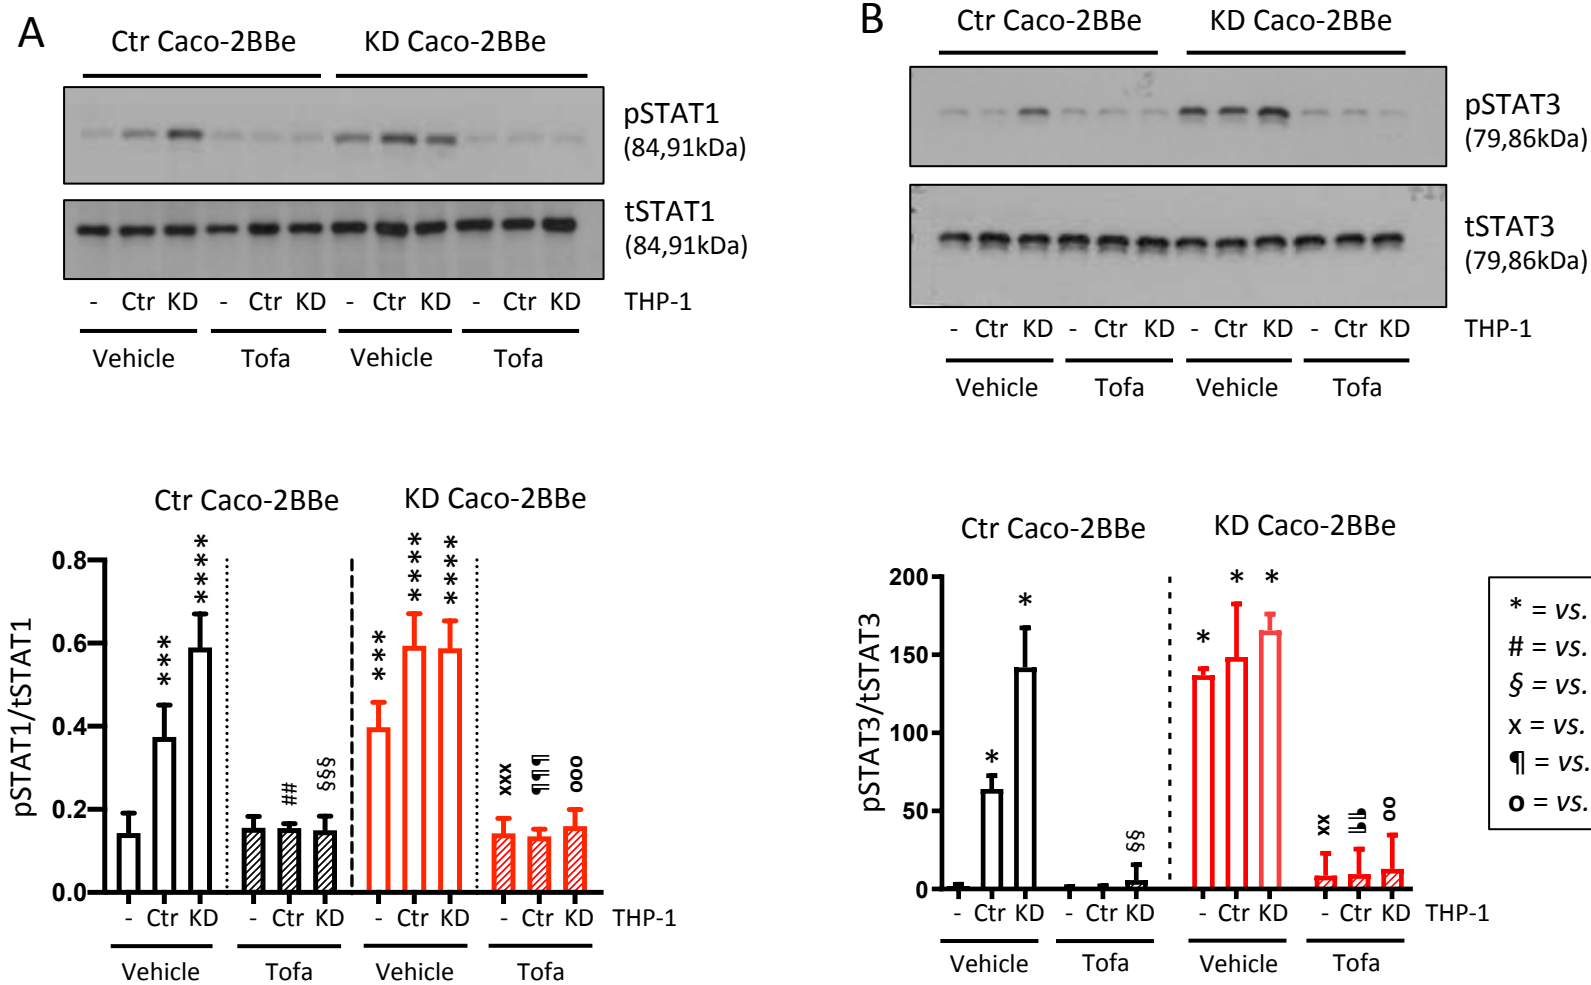 A
Ctr Caco-2BBe KD Caco-2BBe
pSTAT1
(84,91kDa)
tSTAT1
(84,91kDa)
- Ctr KD - Ctr KD - Ctr KD - Ctr KD THP-1
Vehicle Tofa Vehicle Tofa
Ctr Caco-2BBe KD Caco-2BBe
pSTAT1/tSTAT1
0.8
0.6
0.4
0.2
0.0
*** **** ## §§§ *** **** **** xxx ¶¶¶ ooo
- Ctr KD - Ctr KD - Ctr KD - Ctr KD THP-1
Vehicle Tofa Vehicle Tofa
B
Ctr Caco-2BBe KD Caco-2BBe
pSTAT3
(79,86kDa)
tSTAT3
(79,86kDa)
- Ctr KD - Ctr KD - Ctr KD - Ctr KD THP-1
Vehicle Tofa Vehicle Tofa
Ctr Caco-2BBe KD Caco-2BBe
pSTAT3/tSTAT3
200
150
100
50
0
* * §§ * * * xx ¶¶ oo
- Ctr KD - Ctr KD - Ctr KD - Ctr KD THP-1
Vehicle Tofa Vehicle Tofa
* = vs.
# = vs.
§ = vs.
x = vs.
¶ = vs.
o = vs.